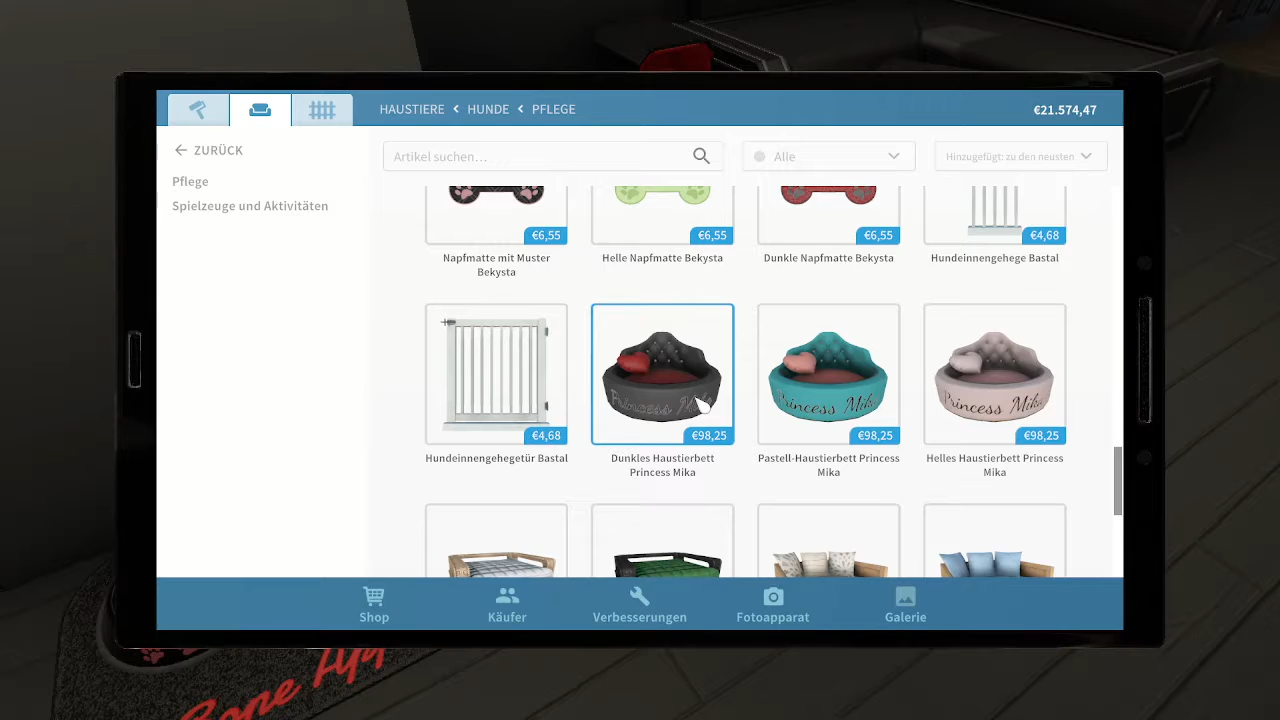 HAUSTIERE < HUNDE < PFLEGE
€21.574,47
ZURÜCK
Pflege
Spielzeuge und Aktivitäten
Artikel suchen...
Alle
Hinzugefügt: zu den neusten
€6,55
€6,55
€6,55
€4,68
Napfmatte mit Muster
Bekysta
Helle Napfmatte Bekysta
Dunkle Napfmatte Bekysta
Hundeinnengehege Bastal
Princess Mika
Princess Mika
Princess Mika
€4,68
€98,25
€98,25
€98,25
Hundeinnengehegetür Bastal
Dunkles Haustierbett
Princess Mika
Pastell-Haustierbett Princess
Mika
Helles Haustierbett Princess
Mika
Shop
Käufer
Verbesserungen
Fotoapparat
Galerie
Bone App